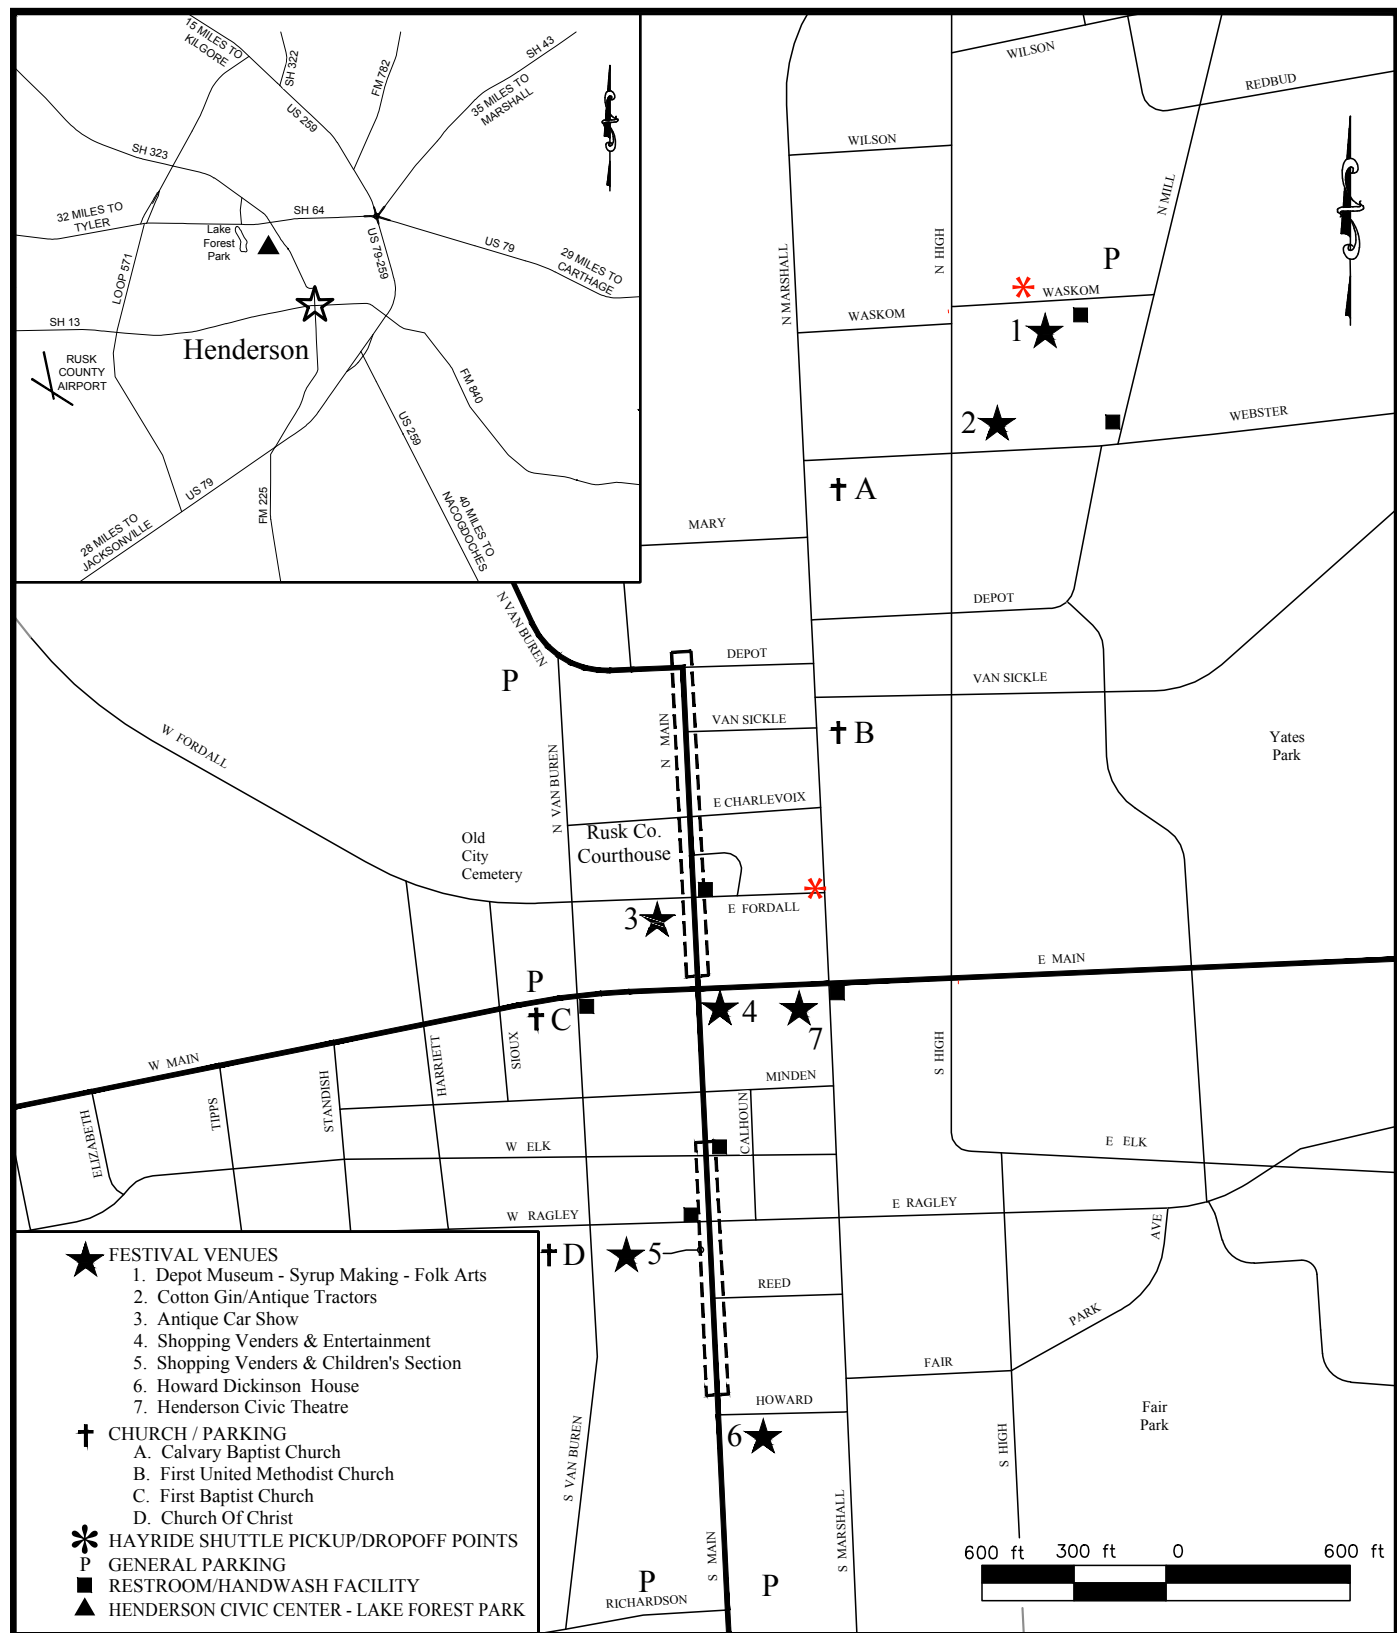 15 MILES TO
KILGORE
SH 322
FM 782
SH 43
35 MILES TO
MARSHALL
US 259
SH 323
32 MILES TO
TYLER
SH 64
Lake
Forest
Park
US 79-259
US 79
29 MILES TO
CARTHAGE
LOOP 571
SH 13
Henderson
RUSK
COUNTY
AIRPORT
FM 840
US 259
US 79
FM 225
28 MILES TO
JACKSONVILLE
40 MILES TO
NACOGDOCHES
WILSON
REDBUD
WILSON
N MILL
N HIGH
N MARSHALL
P
WASKOM
WASKOM
1
2
WEBSTER
A
MARY
DEPOT
N VAN BUREN
P
DEPOT
VAN SICKLE
N MAIN
VAN SICKLE
B
Yates
Park
W FORDALL
N VAN BUREN
E CHARLEVOIX
Rusk Co.
Courthouse
Old
City
Cemetery
E FORDALL
3
E MAIN
P
C
4
7
W MAIN
HARRIETT
SIOUX
S HIGH
MINDEN
STANDISH
TIPPS
ELIZABETH
CALHOUN
W ELK
E ELK
W RAGLEY
E RAGLEY
AVE
D
5
REED
PARK
FAIR
HOWARD
Fair
Park
6
S VAN BUREN
S HIGH
S MAIN
S MARSHALL
P
P
RICHARDSON
600 ft 300 ft 0 600 ft
FESTIVAL VENUES
1. Depot Museum - Syrup Making - Folk Arts
2. Cotton Gin/Antique Tractors
3. Antique Car Show
4. Shopping Venders & Entertainment
5. Shopping Venders & Children's Section
6. Howard Dickinson House
7. Henderson Civic Theatre
CHURCH / PARKING
A. Calvary Baptist Church
B. First United Methodist Church
C. First Baptist Church
D. Church Of Christ
HAYRIDE SHUTTLE PICKUP/DROPOFF POINTS
P GENERAL PARKING
RESTROOM/HANDWASH FACILITY
HENDERSON CIVIC CENTER - LAKE FOREST PARK